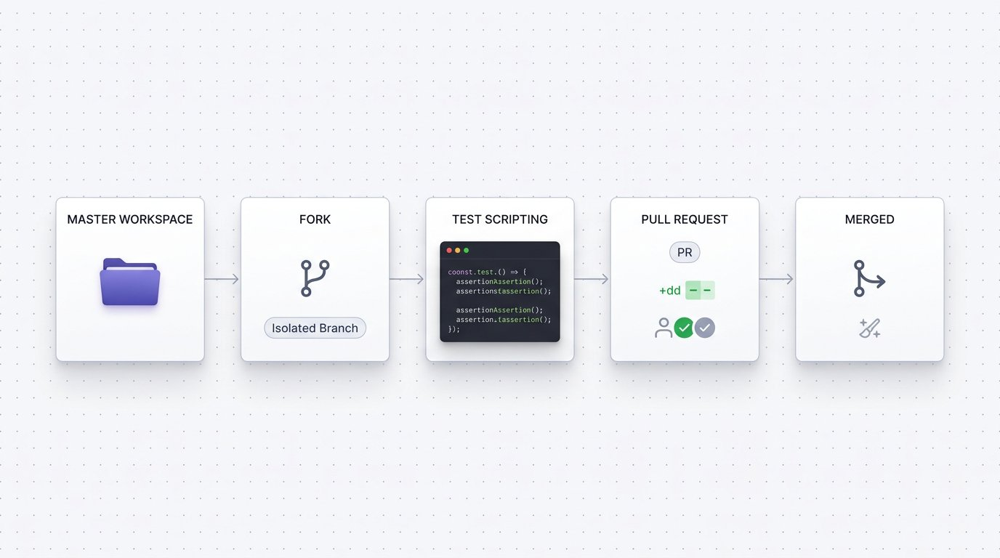 MASTER WORKSPACE
FORK
Isolated Branch
TEST SCRIPTING
coonst.test.() => {
assertionAssertion();
assertionstassertion();
assertionAssertion();
assertion.tassertion();
});
PULL REQUEST
PR
+dd
MERGED